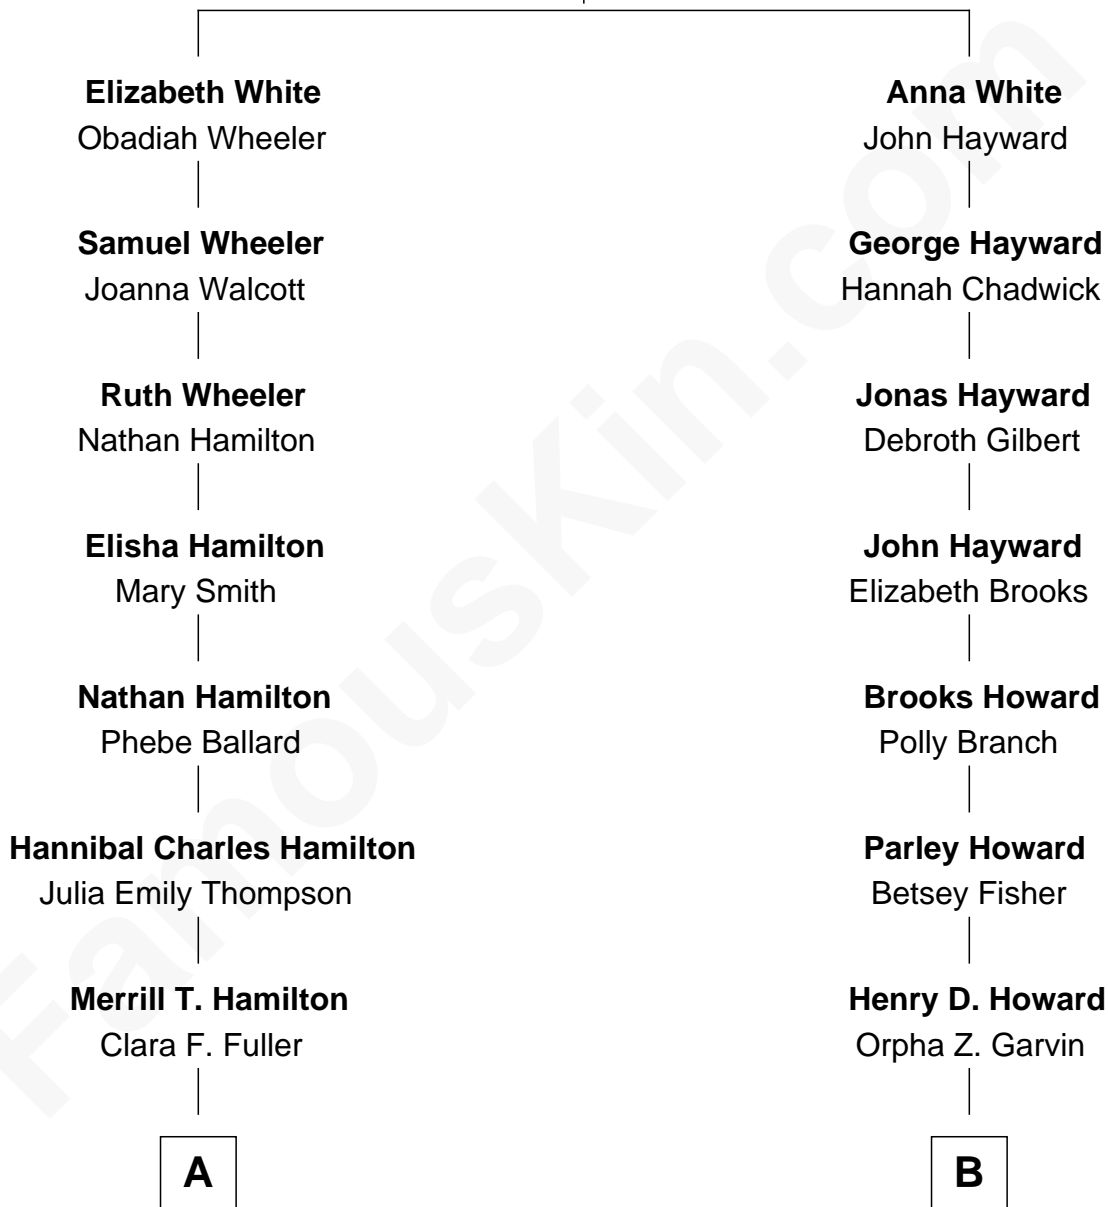 Elizabeth White
Obadiah Wheeler
Anna White
John Hayward
Samuel Wheeler
Joanna Walcott
George Hayward
Hannah Chadwick
Ruth Wheeler
Nathan Hamilton
Jonas Hayward
Debroth Gilbert
Elisha Hamilton
Mary Smith
John Hayward
Elizabeth Brooks
Nathan Hamilton
Phebe Ballard
Brooks Howard
Polly Branch
Hannibal Charles Hamilton
Julia Emily Thompson
Parley Howard
Betsey Fisher
Merrill T. Hamilton
Clara F. Fuller
Henry D. Howard
Orpha Z. Garvin
A
B
FamousKin.com